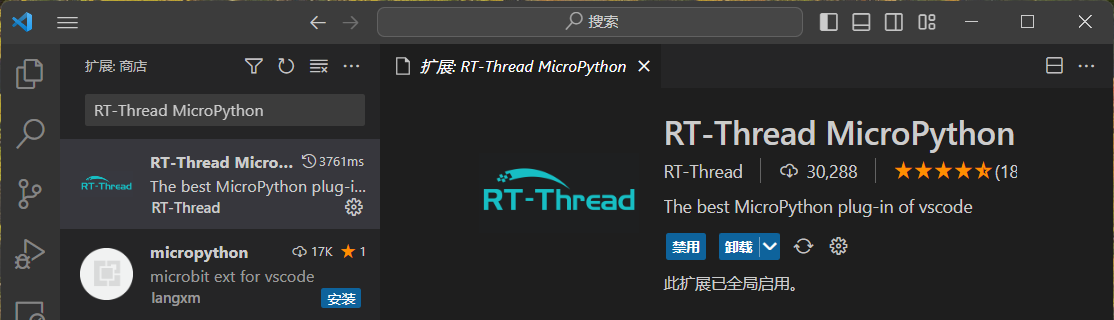 搜索
扩展: 商店
扩展: RT-Thread MicroPython
RT-Thread MicroPython
RT-Thread Micro... 3761ms
The best MicroPython plug-i...
RT-Thread
micropython 17K 1
microbit ext for vscode
langxm 安装
RT-Thread
RT-Thread
RT-Thread MicroPython
RT-Thread 30,288 (18
The best MicroPython plug-in of vscode
禁用 卸载
此扩展已全局启用。